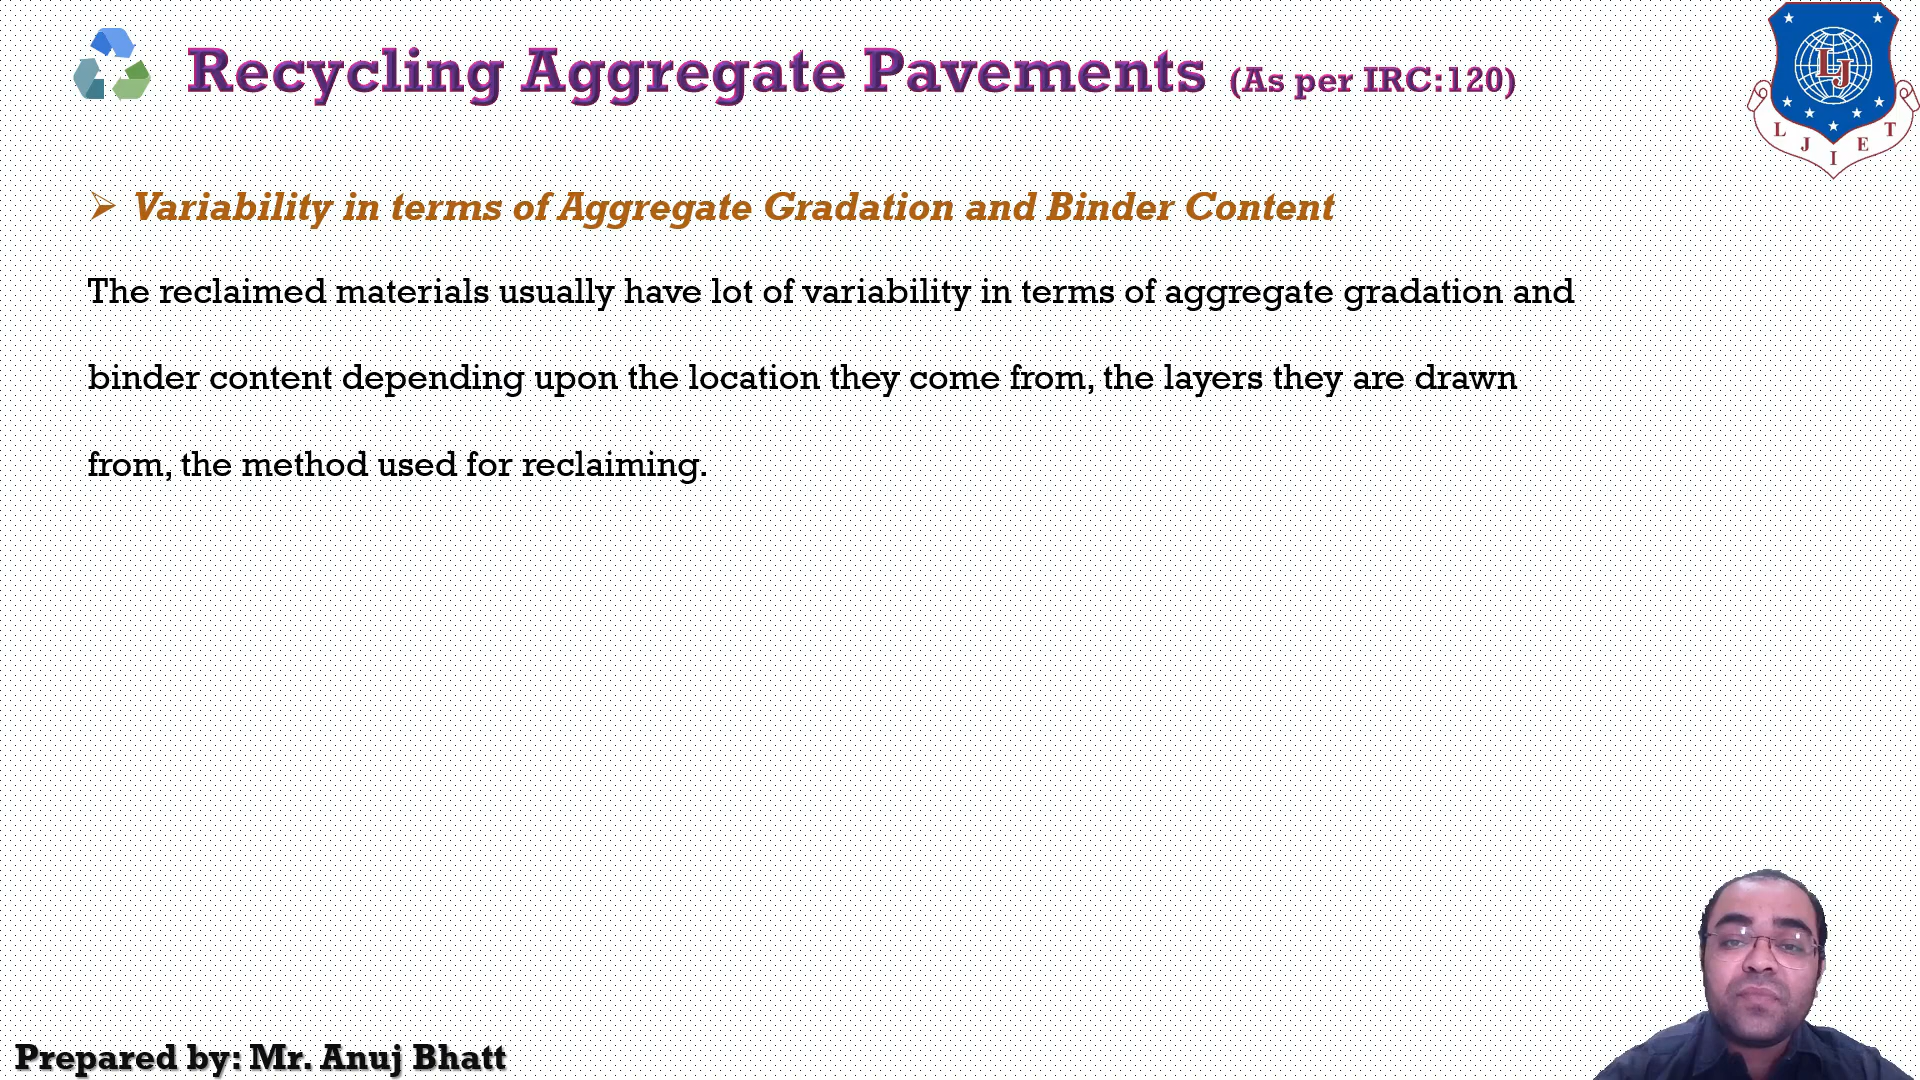 Recycling Aggregate Pavements (As per IRC:120)
LJ
L J I E T
Variability in terms of Aggregate Gradation and Binder Content
The reclaimed materials usually have lot of variability in terms of aggregate gradation and
binder content depending upon the location they come from, the layers they are drawn
from, the method used for reclaiming.
Prepared by: Mr. Anuj Bhatt